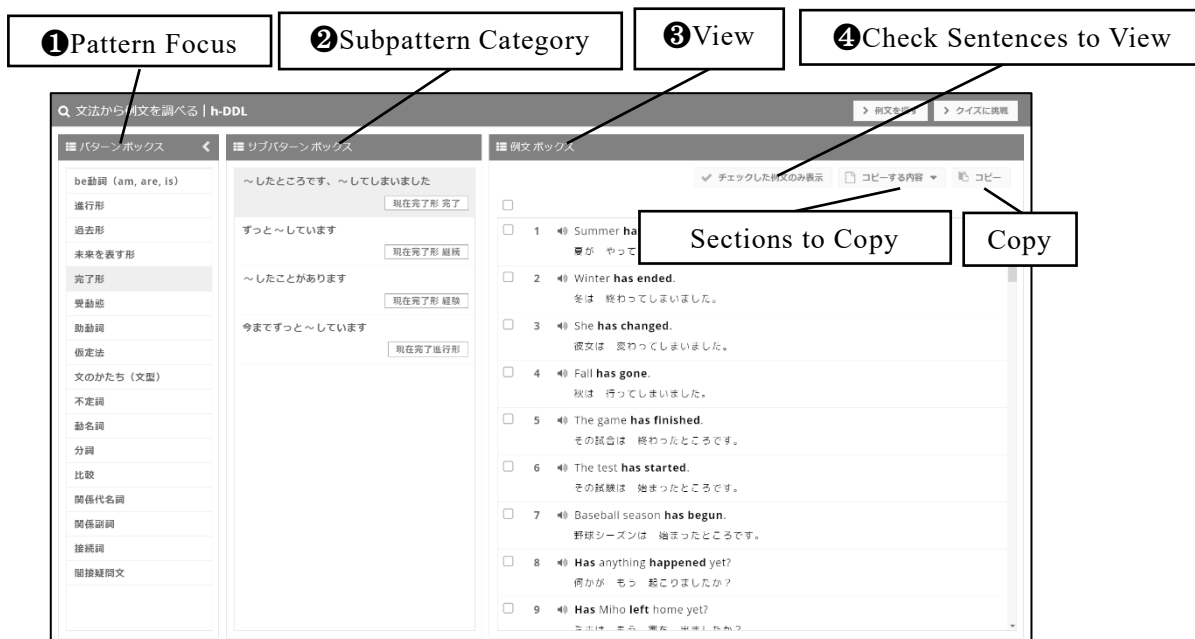 ❶Pattern Focus
❷Subpattern Category
❸View
❹Check Sentences to View
文法から例文を調べる | h-DDL
例文を探す
クイズに挑戦
パターンボックス
サブパターンボックス
例文ボックス
be動詞（am, are, is）
進行形
過去形
未来を表す形
完了形
受動態
助動詞
仮定法
文のかたち（文型）
不定詞
動名詞
分詞
比較
関係代名詞
関係副詞
接続詞
間接疑問文
～したところです、～してしまいました
現在完了形 完了
ずっと～しています
現在完了形 継続
～したことがあります
現在完了形 経験
今までずっと～しています
現在完了進行形
チェックした例文のみ表示
コピーする内容
コピー
Sections to Copy
Copy
1 Summer ha
夏が やって
2 Winter has ended.
冬は 終わってしまいました。
3 She has changed.
彼女は 変わってしまいました。
4 Fall has gone.
秋は 行ってしまいました。
5 The game has finished.
その試合は 終わったところです。
6 The test has started.
その試験は 始まったところです。
7 Baseball season has begun.
野球シーズンは 始まったところです。
8 Has anything happened yet?
何かが もう 起こりましたか？
9 Has Miho left home yet?
ミホは もう 家を 出ましたか？